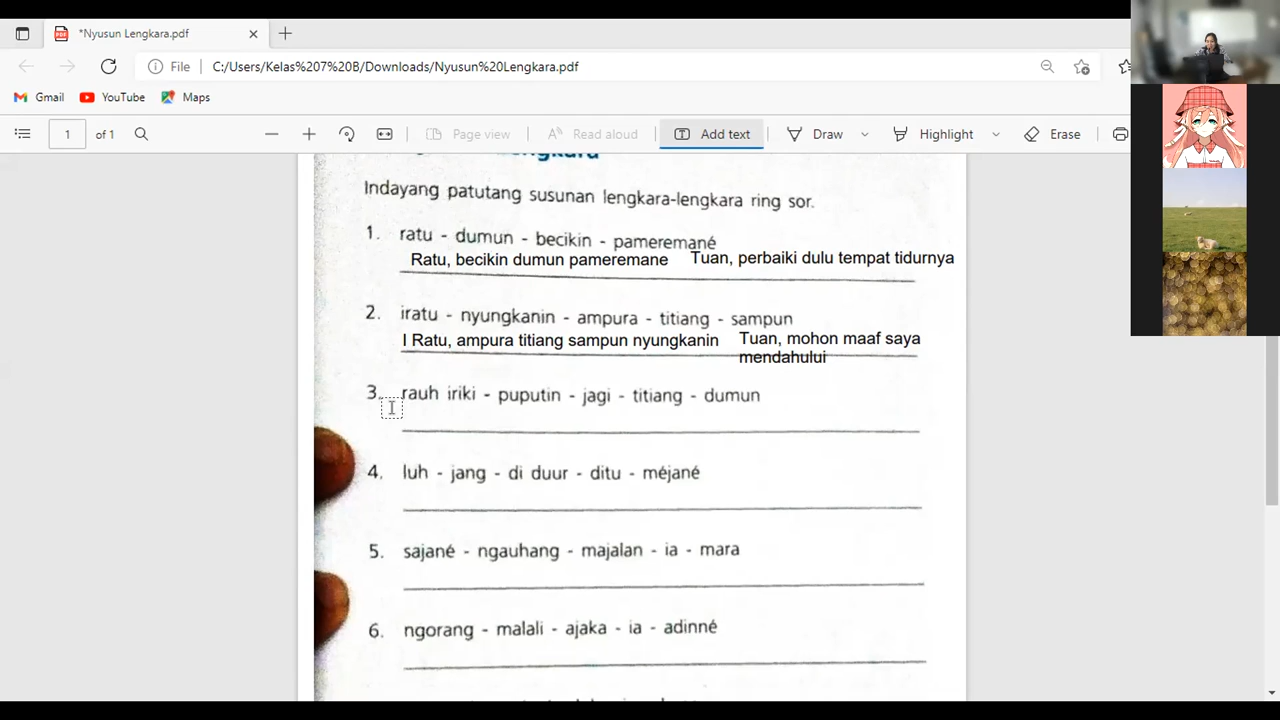 *Nyusun Lengkara.pdf
File C:/Users/Kelas%207%20B/Downloads/Nyusun%20Lengkara.pdf
Gmail YouTube Maps
1 of 1 Page view Read aloud Add text Draw Highlight Erase
Indayang patutang susunan lengkara-lengkara ring sor.
1. ratu - dumun - becikin - pameremané
Ratu, becikin dumun pameremane Tuan, perbaiki dulu tempat tidurnya
2. iratu - nyungkanin - ampura - titiang - sampun
I Ratu, ampura titiang sampun nyungkanin Tuan, mohon maaf saya
mendahului
3. rauh iriki - puputin - jagi - titiang - dumun
4. luh - jang - di duur - ditu - méjané
5. sajané - ngauhang - majalan - ia - mara
6. ngorang - malali - ajaka - ia - adinné